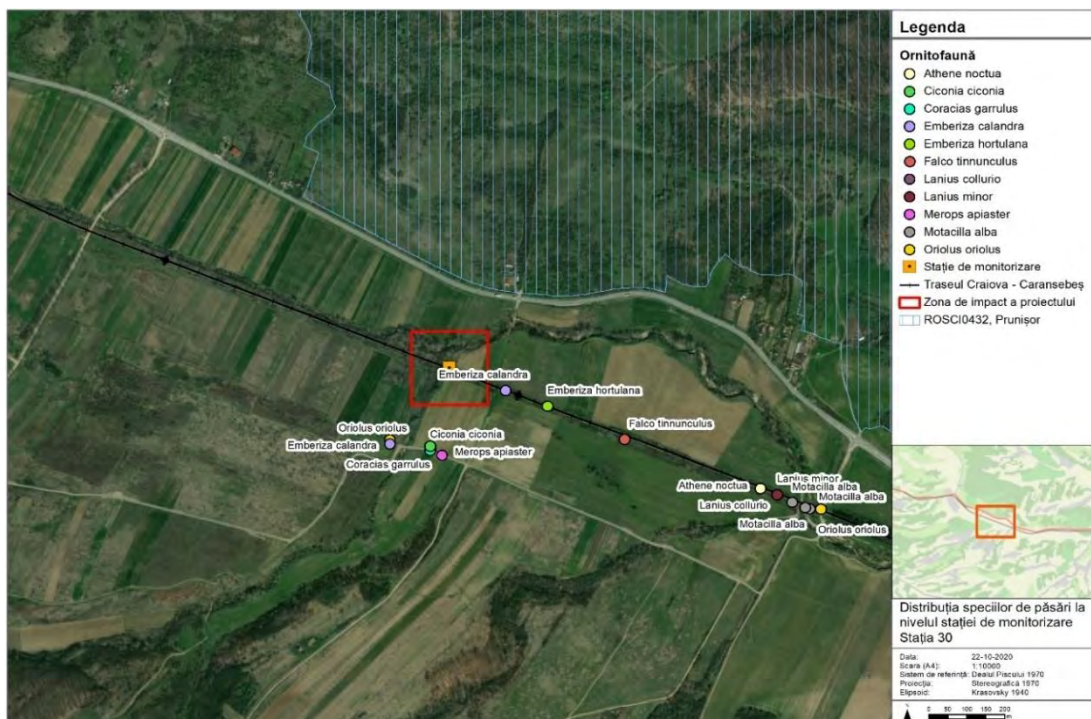 Emberiza calandra
Emberiza hortulana
Falco tinnunculus
Oriolus oriolus
Ciconia ciconia
Emberiza calandra
Merops apiaster
Coracias garrulus
Lanius minor
Athene noctua
Motacilla alba
Motacilla alba
Lanius collurio
Motacilla alba
Oriolus oriolus
Legenda
Ornitofaună
Athene noctua
Ciconia ciconia
Coracias garrulus
Emberiza calandra
Emberiza hortulana
Falco tinnunculus
Lanius collurio
Lanius minor
Merops apiaster
Motacilla alba
Oriolus oriolus
Stație de monitorizare
Traseul Craiova - Caransebeș
Zona de impact a proiectului
ROSCI0432, Prunișor
Distribuția speciilor de păsări la
nivelul stației de monitorizare
Stația 30
Data: 22-10-2020
Scara (A4): 1:10000
Sistem de referință: Dealul Piscului 1970
Proiecția: Stereografică 1970
Elipsoid: Krasovsky 1940
0 50 100 150 200
m